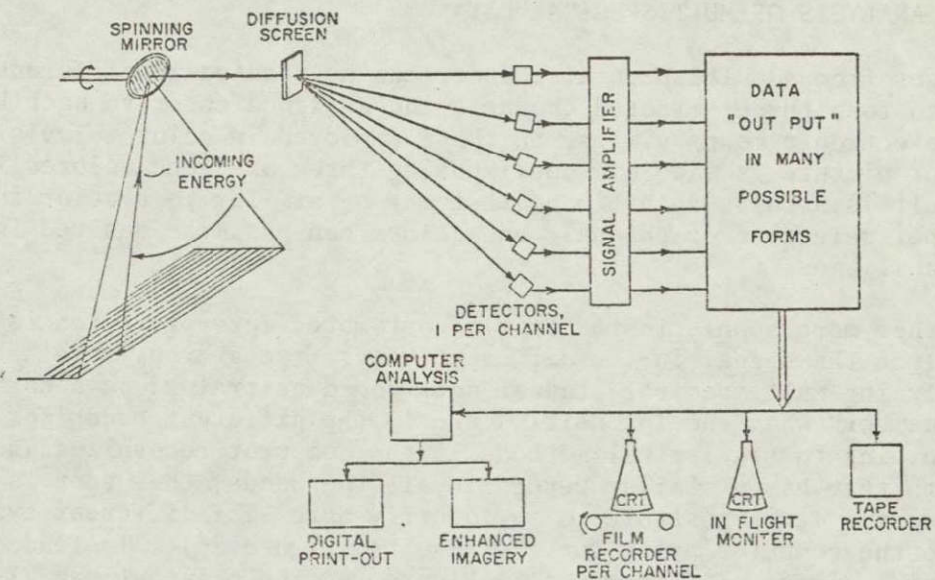 SPINNING
MIRROR
DIFFUSION
SCREEN
INCOMING
ENERGY
SIGNAL AMPLIFIER
DATA
"OUT PUT"
IN MANY
POSSIBLE
FORMS
DETECTORS,
1 PER CHANNEL
COMPUTER
ANALYSIS
DIGITAL
PRINT-OUT
ENHANCED
IMAGERY
CRT
FILM
RECORDER
PER CHANNEL
CRT
IN FLIGHT
MONITER
TAPE
RECORDER